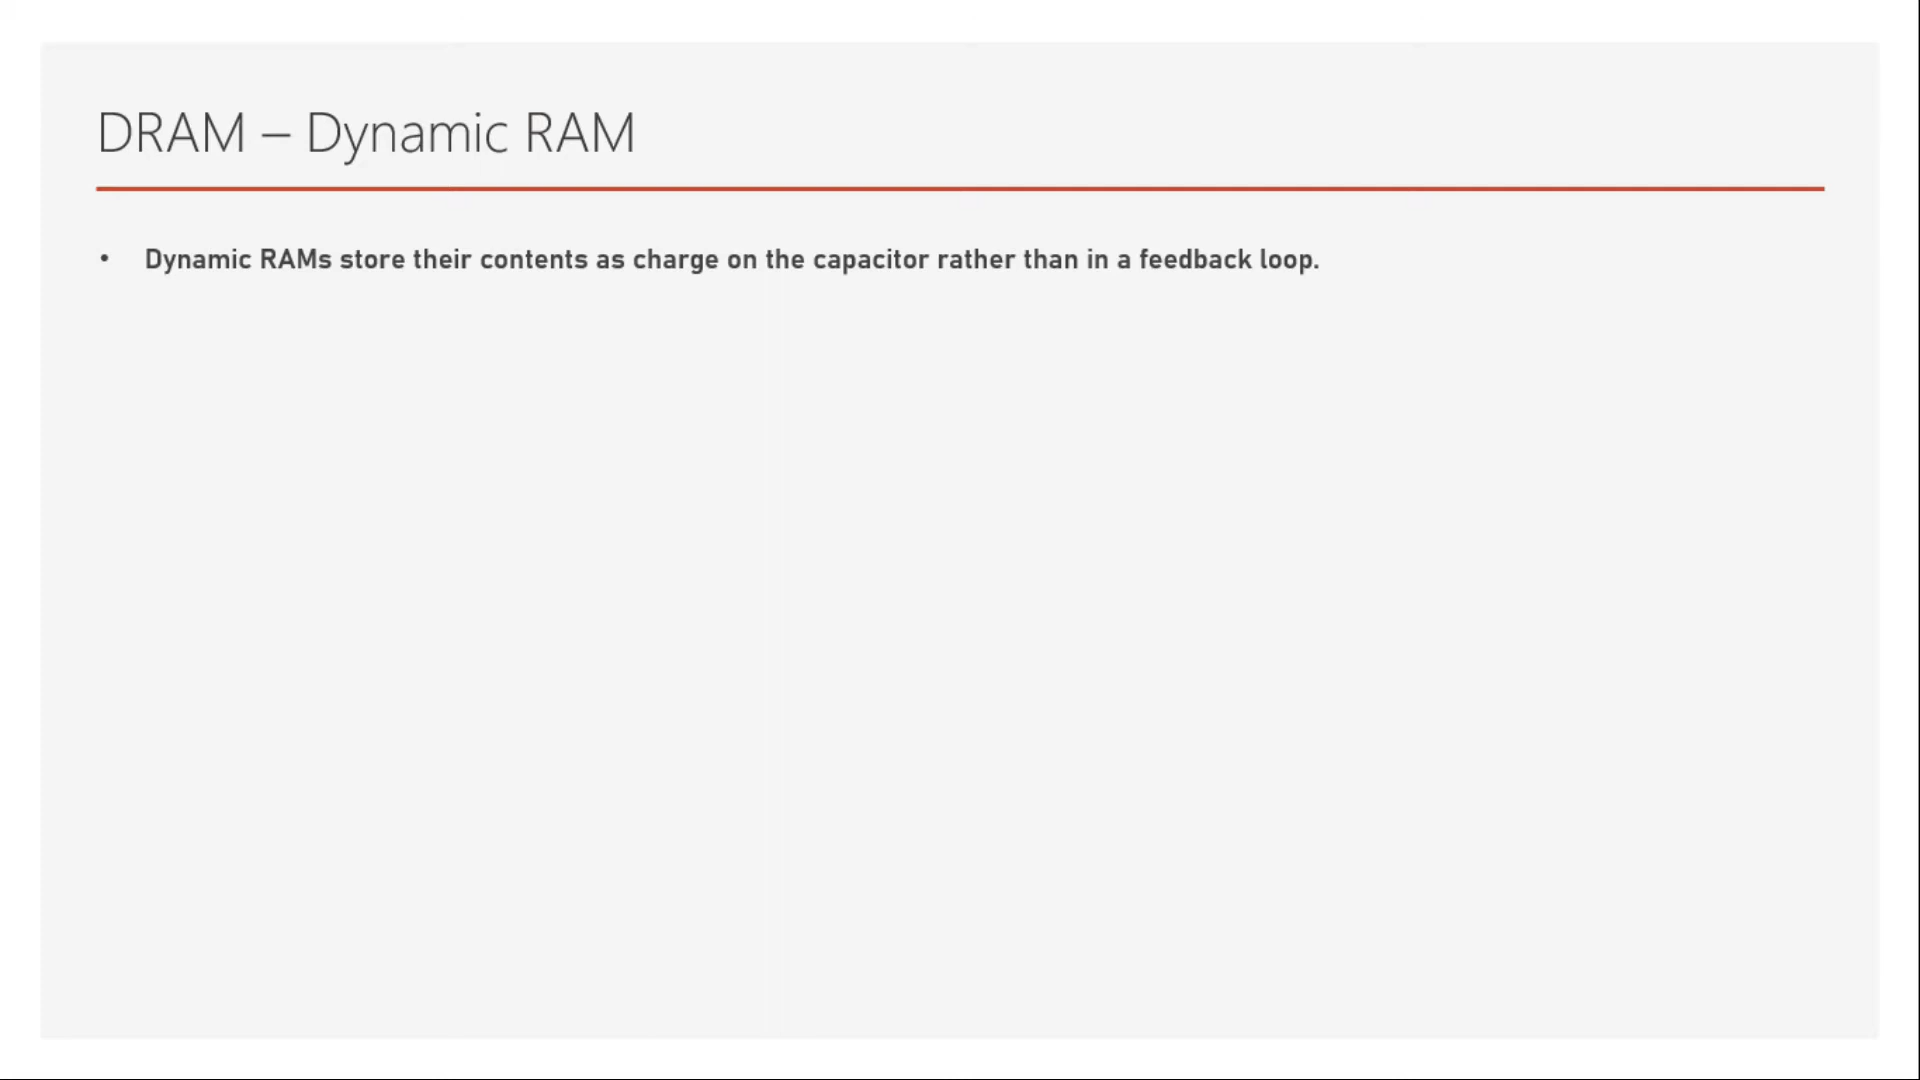 DRAM – Dynamic RAM
• Dynamic RAMs store their contents as charge on the capacitor rather than in a feedback loop.